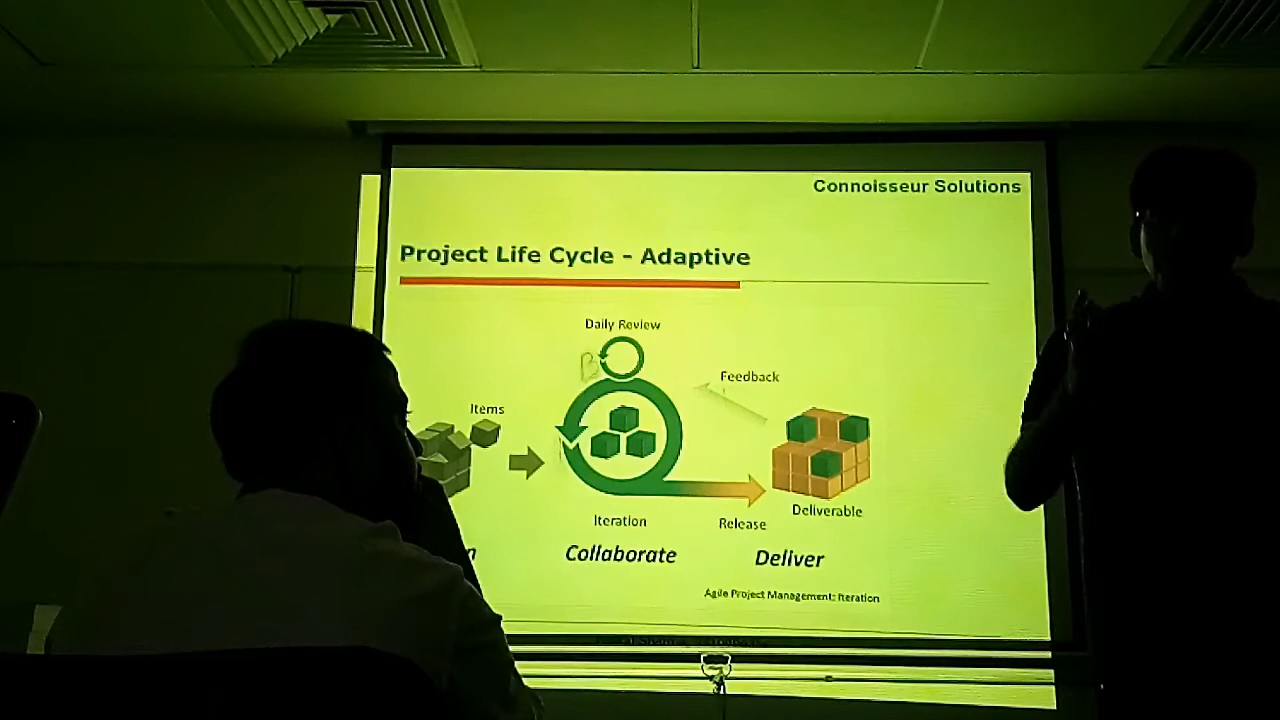 Connoisseur Solutions
Project Life Cycle - Adaptive
Daily Review
Feedback
Items
Iteration
Release
Deliverable
Collaborate
Deliver
Agile Project Management: Iteration